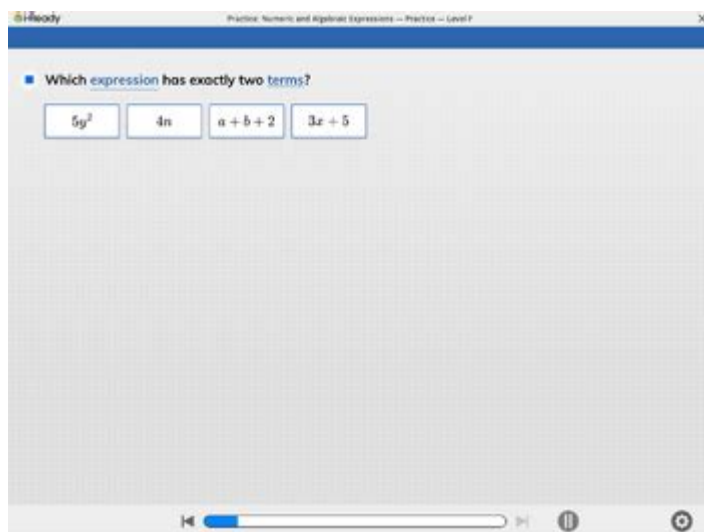 i-Ready
Practice: Numeric and Algebraic Expressions — Practice — Level F
X
Which expression has exactly two terms?
5y² 4n a + b + 2 3x + 5